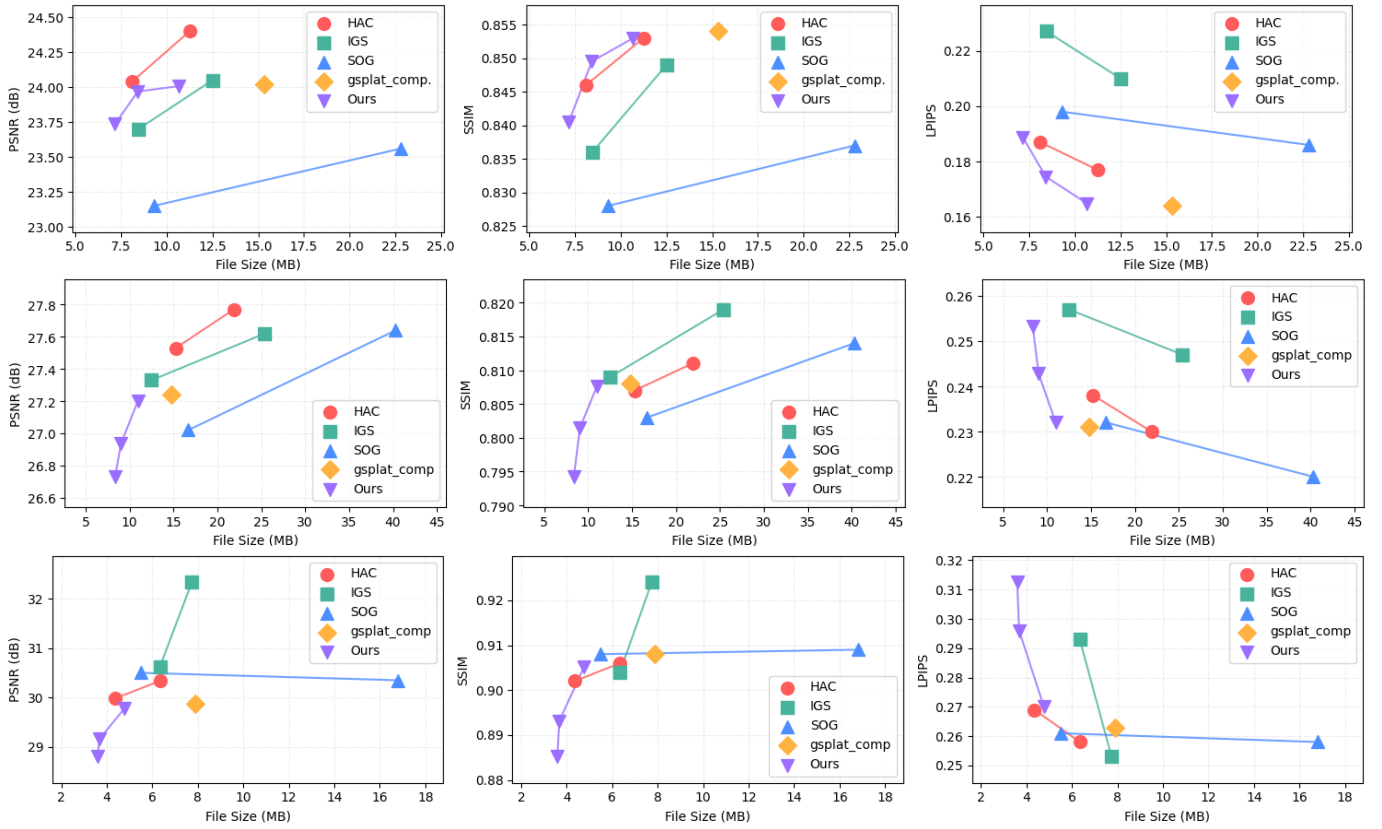 24.50
24.25
24.00
23.75
23.50
23.25
23.00
PSNR (dB)
5.0 7.5 10.0 12.5 15.0 17.5 20.0 22.5 25.0
File Size (MB)
HAC
IGS
SOG
gsplat_comp.
Ours
0.855
0.850
0.845
0.840
0.835
0.830
0.825
SSIM
5.0 7.5 10.0 12.5 15.0 17.5 20.0 22.5 25.0
File Size (MB)
HAC
IGS
SOG
gsplat_comp.
Ours
0.22
0.20
0.18
0.16
LPIPS
5.0 7.5 10.0 12.5 15.0 17.5 20.0 22.5 25.0
File Size (MB)
HAC
IGS
SOG
gsplat_comp.
Ours
27.8
27.6
27.4
27.2
27.0
26.8
26.6
PSNR (dB)
5 10 15 20 25 30 35 40 45
File Size (MB)
HAC
IGS
SOG
gsplat_comp
Ours
0.820
0.815
0.810
0.805
0.800
0.795
0.790
SSIM
5 10 15 20 25 30 35 40 45
File Size (MB)
HAC
IGS
SOG
gsplat_comp
Ours
0.26
0.25
0.24
0.23
0.22
LPIPS
5 10 15 20 25 30 35 40 45
File Size (MB)
HAC
IGS
SOG
gsplat_comp
Ours
32
31
30
29
PSNR (dB)
2 4 6 8 10 12 14 16 18
File Size (MB)
HAC
IGS
SOG
gsplat_comp
Ours
0.92
0.91
0.90
0.89
0.88
SSIM
2 4 6 8 10 12 14 16 18
File Size (MB)
HAC
IGS
SOG
gsplat_comp
Ours
0.32
0.31
0.30
0.29
0.28
0.27
0.26
0.25
LPIPS
2 4 6 8 10 12 14 16 18
File Size (MB)
HAC
IGS
SOG
gsplat_comp
Ours